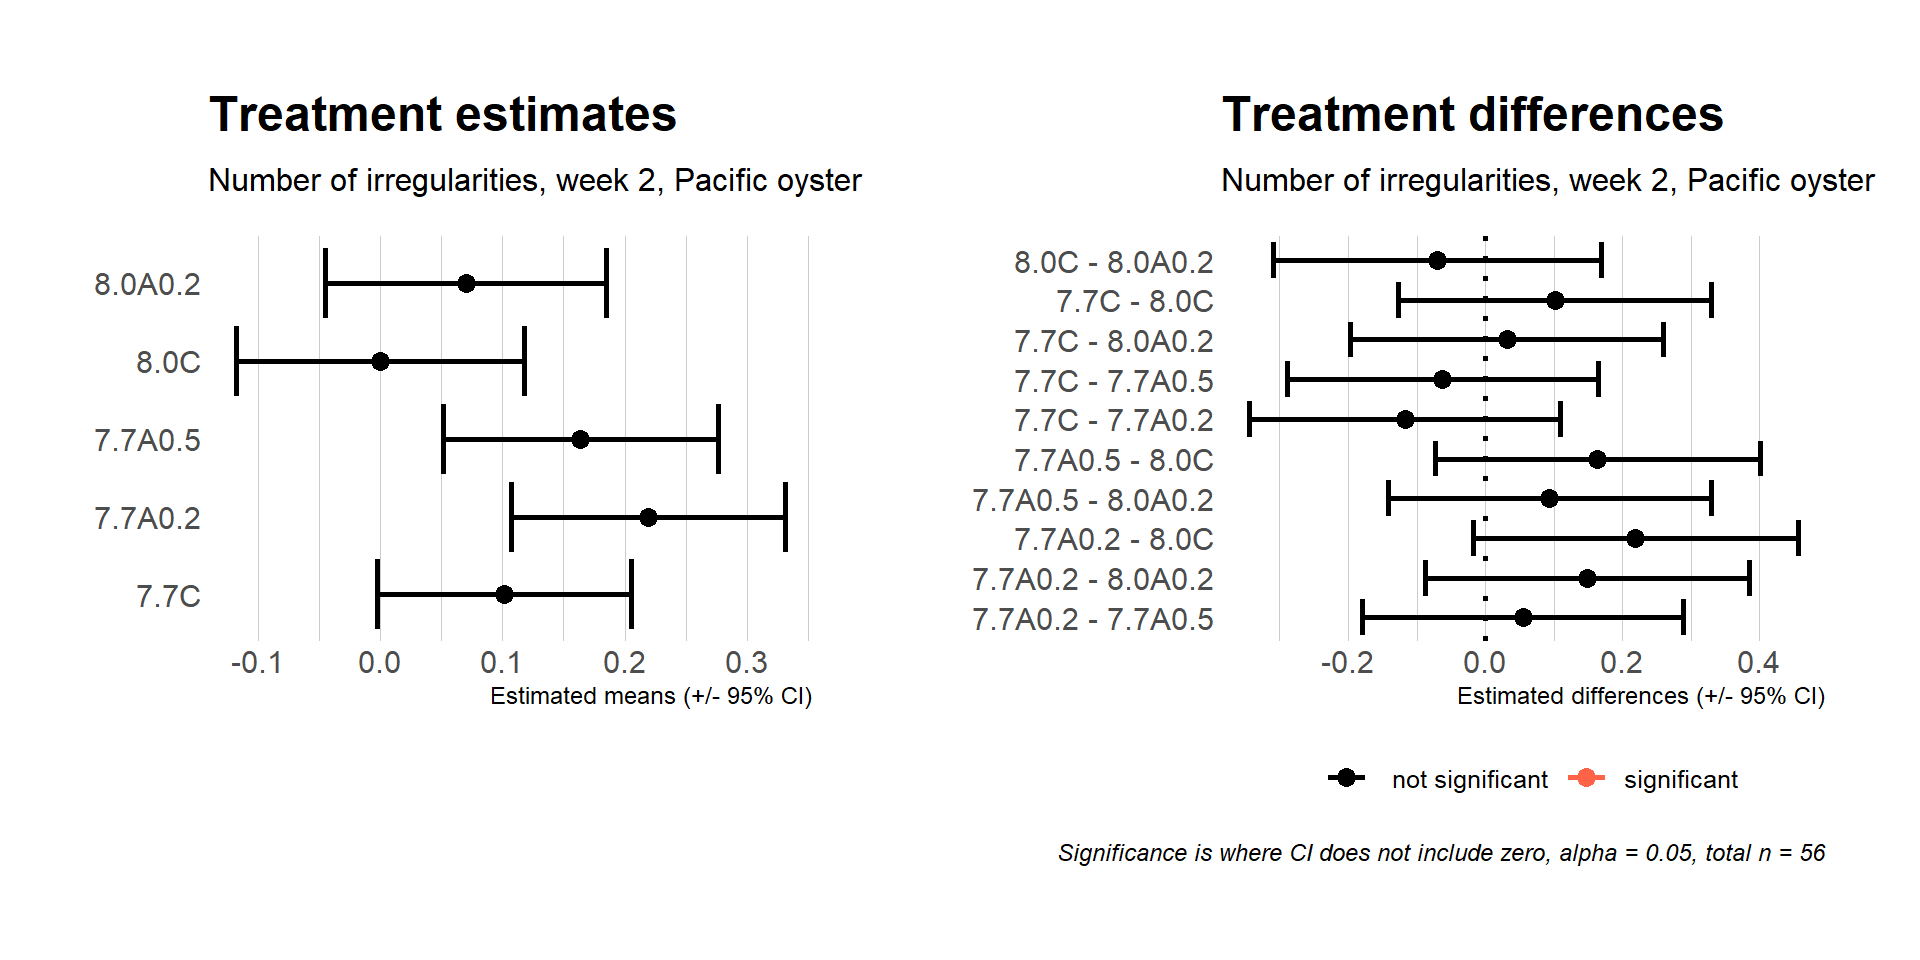 Treatment estimates
Number of irregularities, week 2, Pacific oyster
8.0A0.2
8.0C
7.7A0.5
7.7A0.2
7.7C
-0.1 0.0 0.1 0.2 0.3
Estimated means (+/- 95% CI)
Treatment differences
Number of irregularities, week 2, Pacific oyster
8.0C - 8.0A0.2
7.7C - 8.0C
7.7C - 8.0A0.2
7.7C - 7.7A0.5
7.7C - 7.7A0.2
7.7A0.5 - 8.0C
7.7A0.5 - 8.0A0.2
7.7A0.2 - 8.0C
7.7A0.2 - 8.0A0.2
7.7A0.2 - 7.7A0.5
-0.2 0.0 0.2 0.4
Estimated differences (+/- 95% CI)
not significant significant
Significance is where CI does not include zero, alpha = 0.05, total n = 56